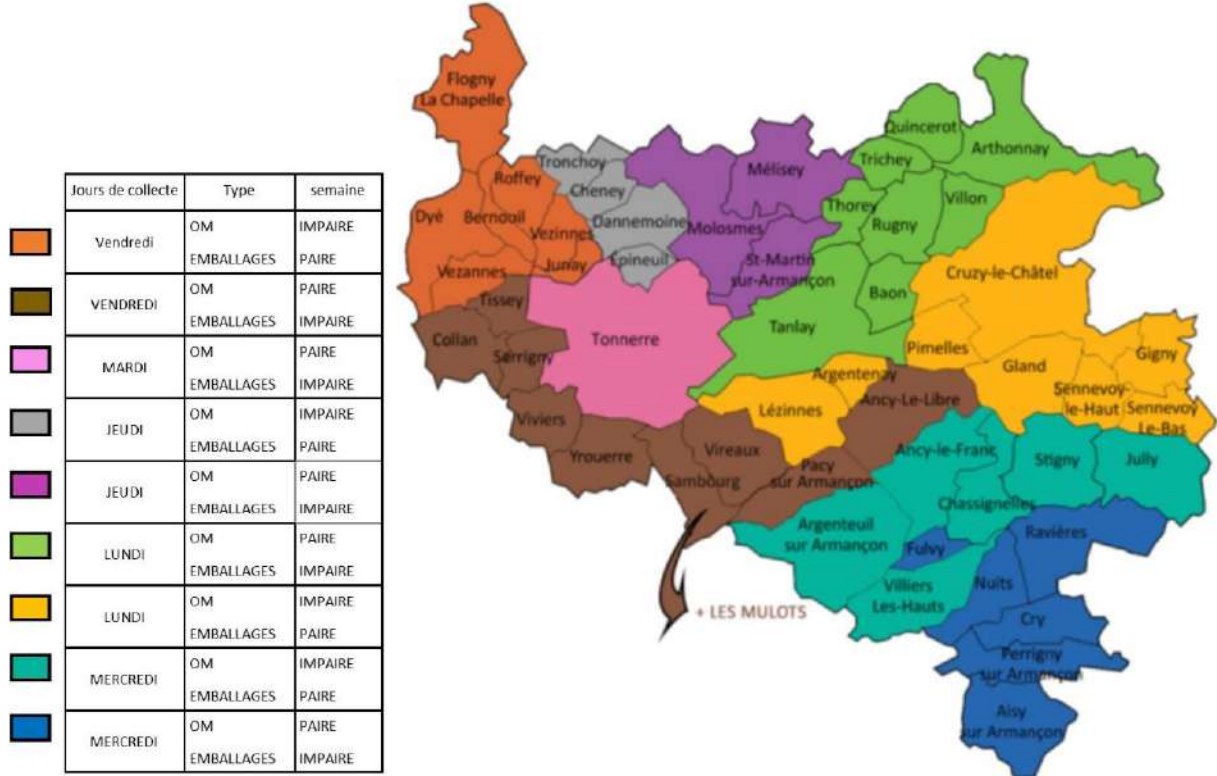 Jours de collecte Type semaine
Vendredi
OM IMPAIRE
EMBALLAGES PAIRE
VENDREDI
OM PAIRE
EMBALLAGES IMPAIRE
MARDI
OM PAIRE
EMBALLAGES IMPAIRE
JEUDI
OM IMPAIRE
EMBALLAGES PAIRE
JEUDI
OM PAIRE
EMBALLAGES IMPAIRE
LUNDI
OM PAIRE
EMBALLAGES IMPAIRE
LUNDI
OM IMPAIRE
EMBALLAGES PAIRE
MERCREDI
OM IMPAIRE
EMBALLAGES PAIRE
MERCREDI
OM PAIRE
EMBALLAGES IMPAIRE
Flogny
La Chapelle
Quincerot
Arthonnay
Tronchoy
Trichey
Mélisey
Roffey
Cheney
Villon
Thorey
Dyé
Bernouil
Dannemoine
Rugny
Molosmes
Vezinnes
Epineuil
St-Martin
sur-Armançon
Junay
Vezannes
Cruzy-le-Châtel
Tissey
Baon
Tanlay
Collan
Tonnerre
Serrigny
Pimelles
Gigny
Gland
Argentenay
Sennevoy-
le-Haut
Ancy-Le-Libre
Lézinnes
Sennevoy
Le-Bas
Viviers
Vireaux
Ancy-le-Franc
Yrouerre
Stigny
Jully
Pacy
sur Armançon
Sambourg
Chassignelles
Argenteuil
sur Armançon
Ravières
Fulvy
Nuits
Villiers
Les-Hauts
+ LES MULOTS
Cry
Perrigny
sur Armançon
Aisy
sur Armançon